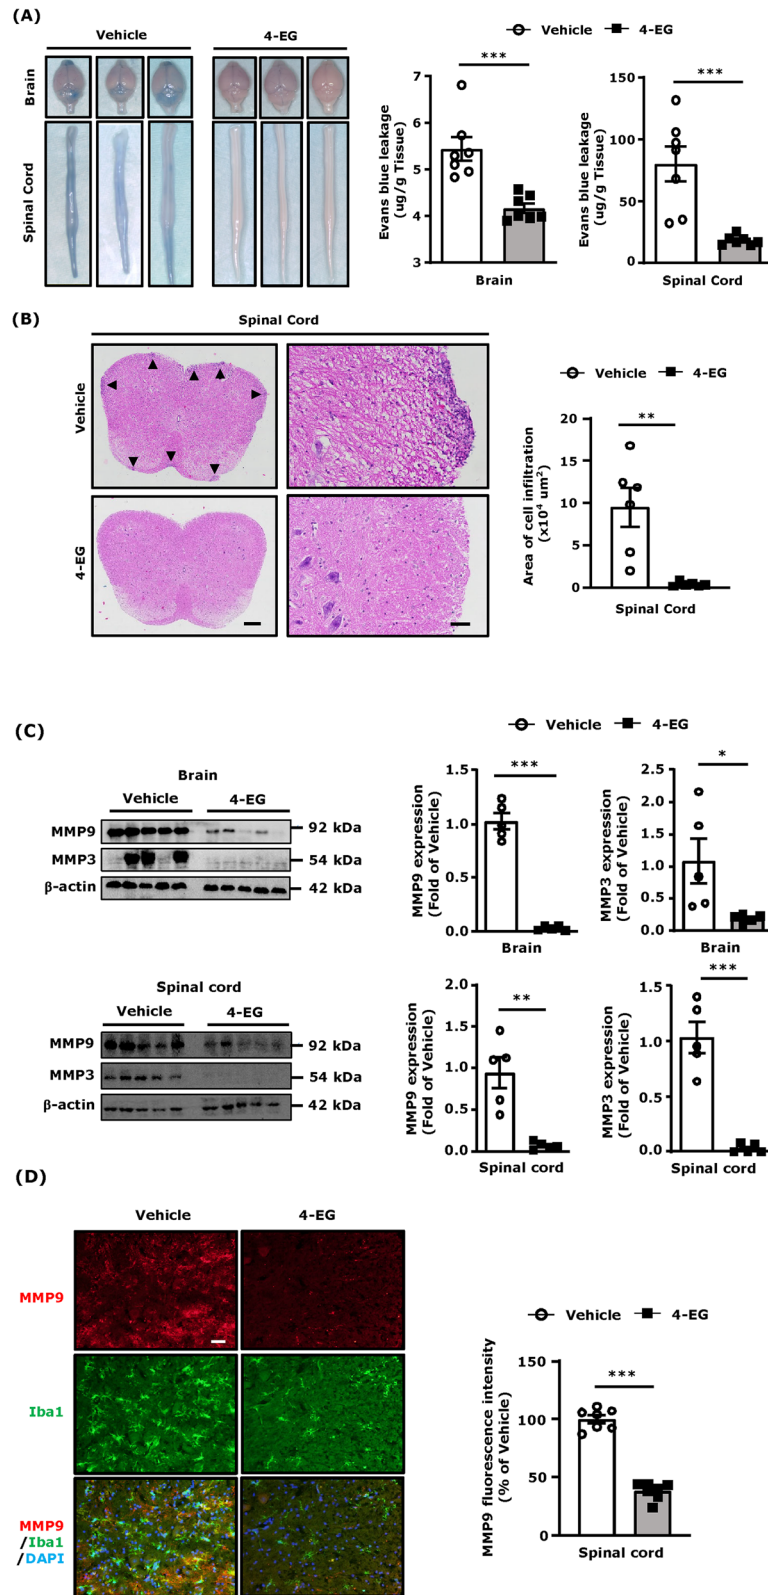 (A)
Vehicle
4-EG
Brain
Spinal Cord
Vehicle 4-EG
***
Evans blue leakage
(ug/g Tissue)
7
6
5
4
3
Brain
***
Evans blue leakage
(ug/g Tissue)
150
100
50
0
Spinal Cord
(B)
Spinal Cord
Vehicle
4-EG
Vehicle 4-EG
**
Area of cell infiltration
(x10⁴ um²)
20
15
10
5
0
Spinal Cord
(C)
Vehicle 4-EG
Brain
Vehicle 4-EG
MMP9 92 kDa
MMP3 54 kDa
β-actin 42 kDa
***
MMP9 expression
(Fold of Vehicle)
1.5
1.0
0.5
0.0
Brain
*
MMP3 expression
(Fold of Vehicle)
2.5
2.0
1.5
1.0
0.5
0.0
Brain
Spinal cord
Vehicle 4-EG
MMP9 92 kDa
MMP3 54 kDa
β-actin 42 kDa
**
MMP9 expression
(Fold of Vehicle)
2.0
1.5
1.0
0.5
0.0
Spinal cord
***
MMP3 expression
(Fold of Vehicle)
1.5
1.0
0.5
0.0
Spinal cord
(D)
Vehicle 4-EG
MMP9
Iba1
MMP9
/Iba1
/DAPI
Vehicle 4-EG
***
MMP9 fluorescence intensity
(% of Vehicle)
150
100
50
0
Spinal cord